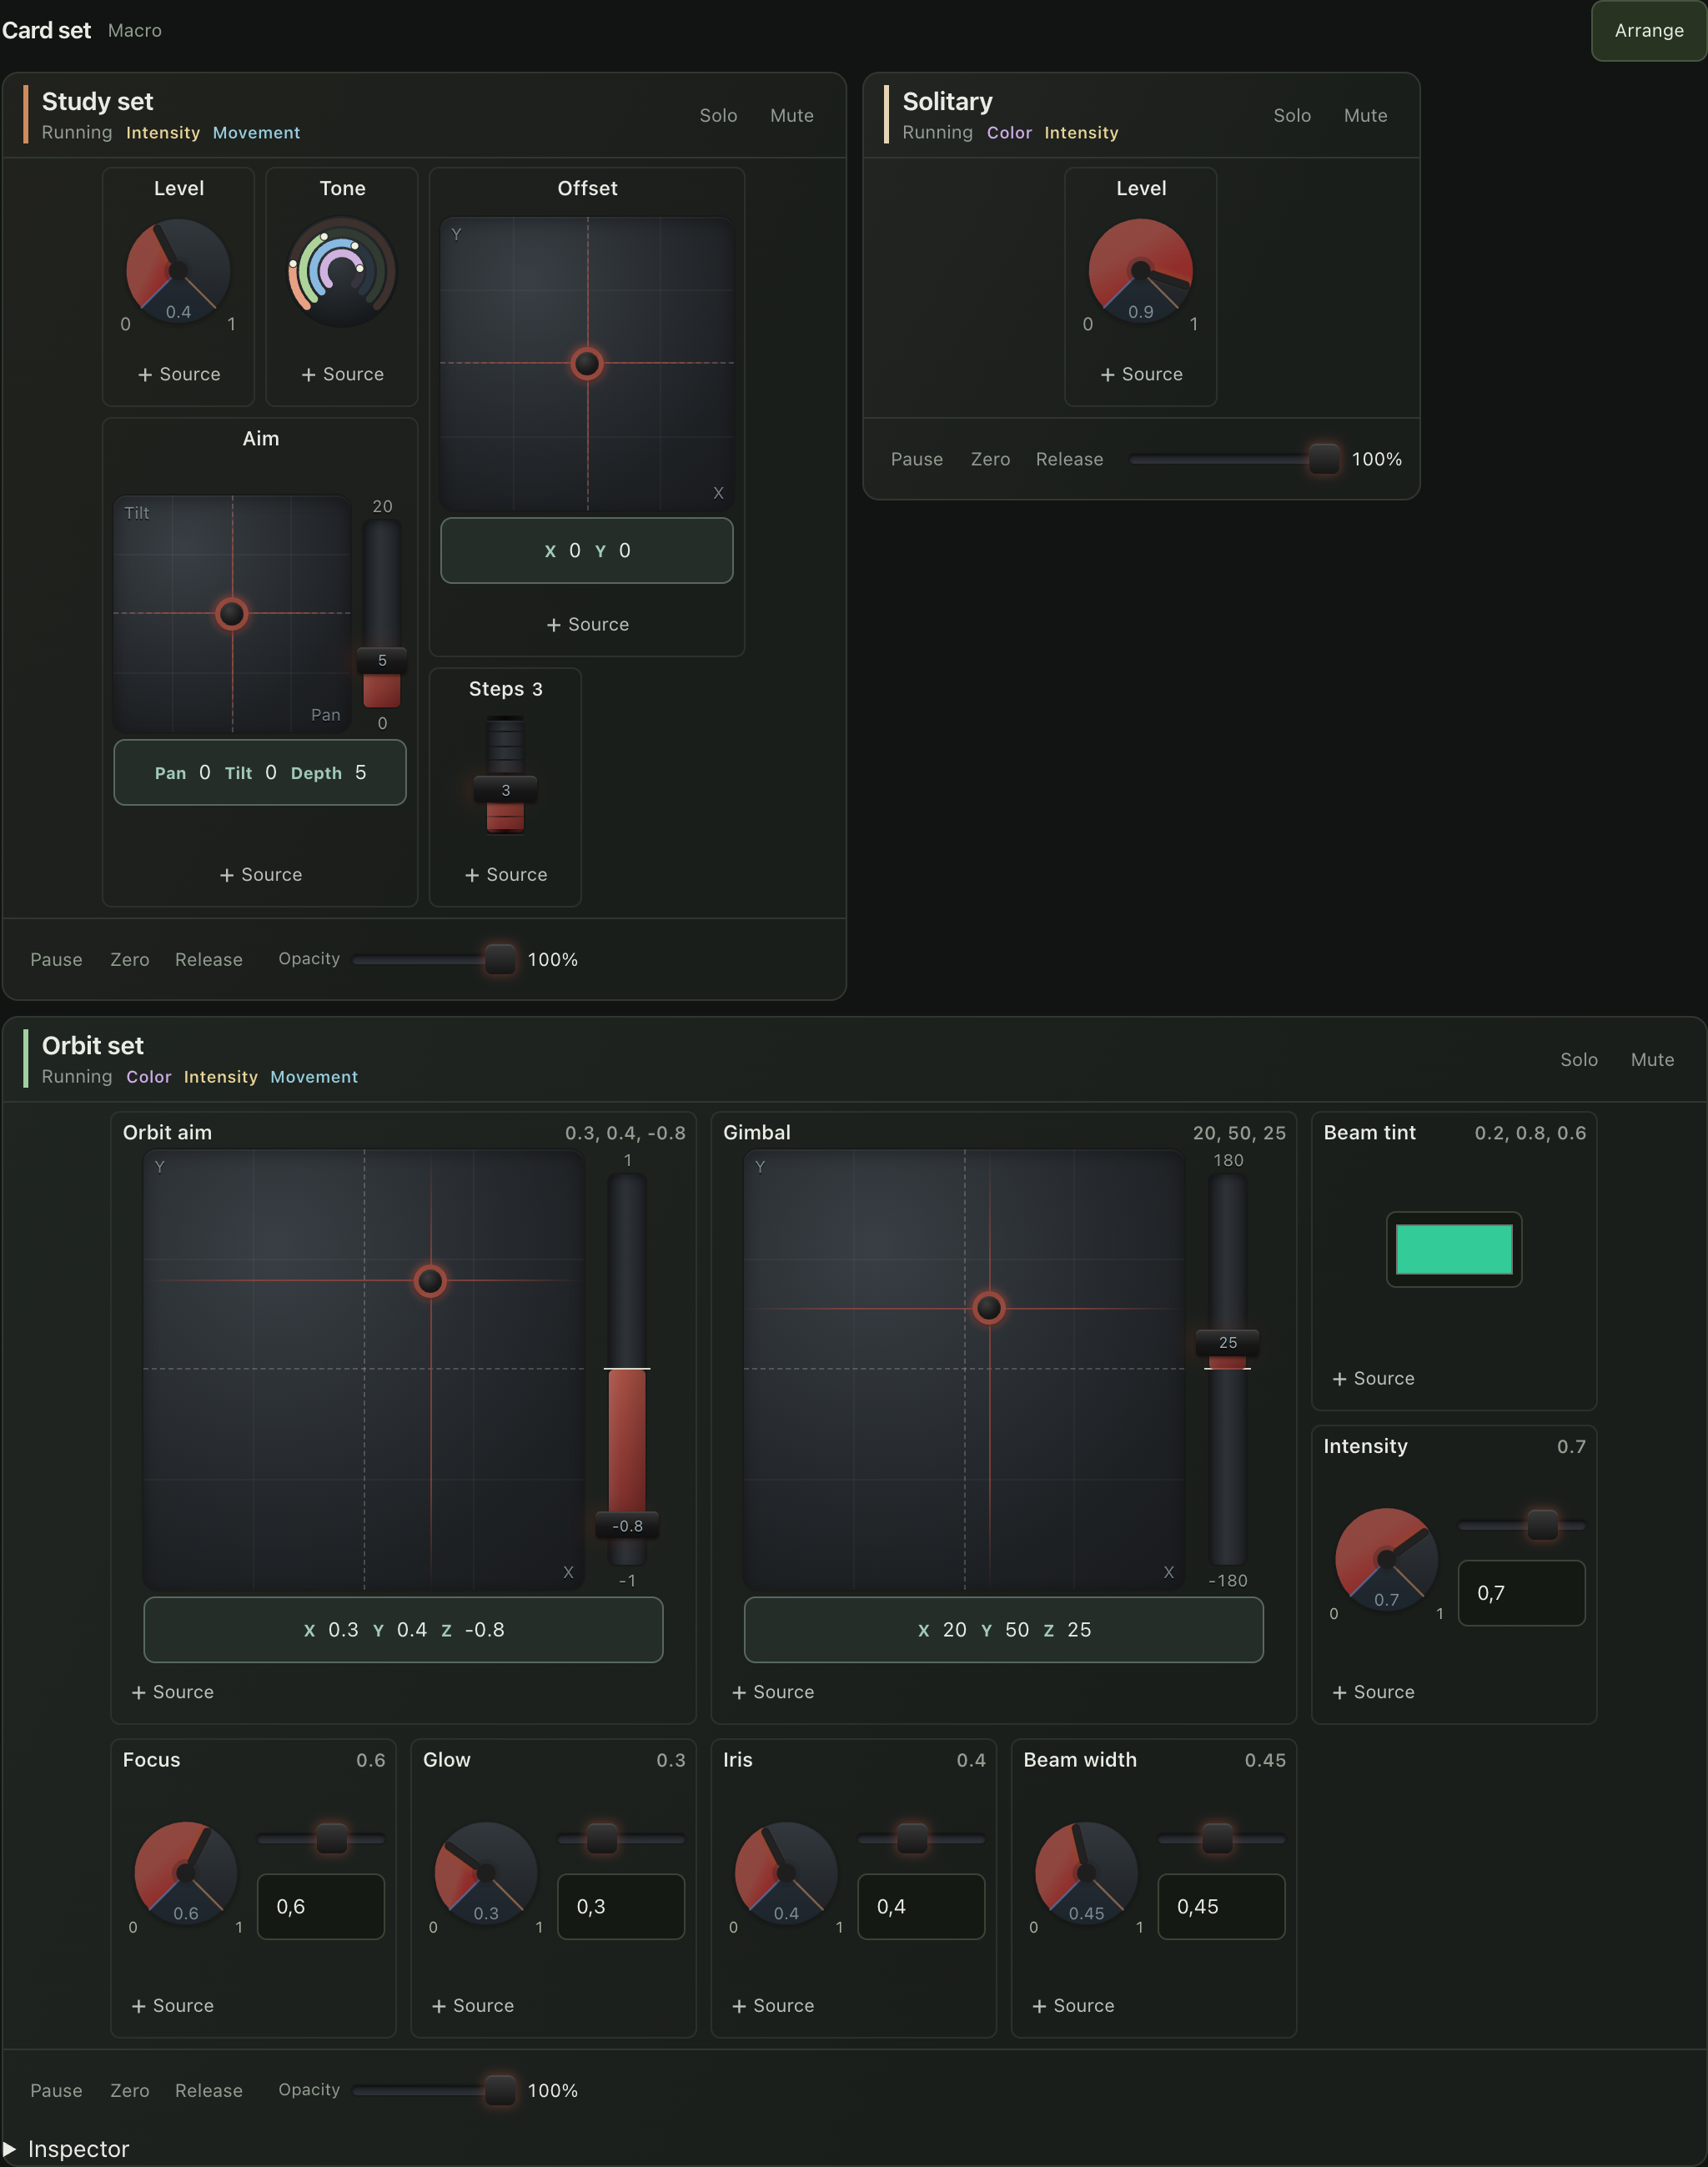 Card set Macro
Arrange
Study set
Running Intensity Movement
Solo Mute
Level
0.4
0 1
+ Source
Tone
+ Source
Offset
Y
X
X 0 Y 0
+ Source
Aim
Tilt
Pan
20
5
0
Pan 0 Tilt 0 Depth 5
+ Source
Steps 3
3
+ Source
Pause Zero Release Opacity 100%
Solitary
Running Color Intensity
Solo Mute
Level
0.9
0 1
+ Source
Pause Zero Release 100%
Orbit set
Running Color Intensity Movement
Solo Mute
Orbit aim 0.3, 0.4, -0.8
Y
X
1
-0.8
-1
X 0.3 Y 0.4 Z -0.8
+ Source
Gimbal 20, 50, 25
Y
X
180
25
-180
X 20 Y 50 Z 25
+ Source
Beam tint 0.2, 0.8, 0.6
+ Source
Intensity 0.7
0.7
0 1
0,7
+ Source
Focus 0.6
0.6
0 1
0,6
+ Source
Glow 0.3
0.3
0 1
0,3
+ Source
Iris 0.4
0.4
0 1
0,4
+ Source
Beam width 0.45
0.45
0 1
0,45
+ Source
Pause Zero Release Opacity 100%
Inspector